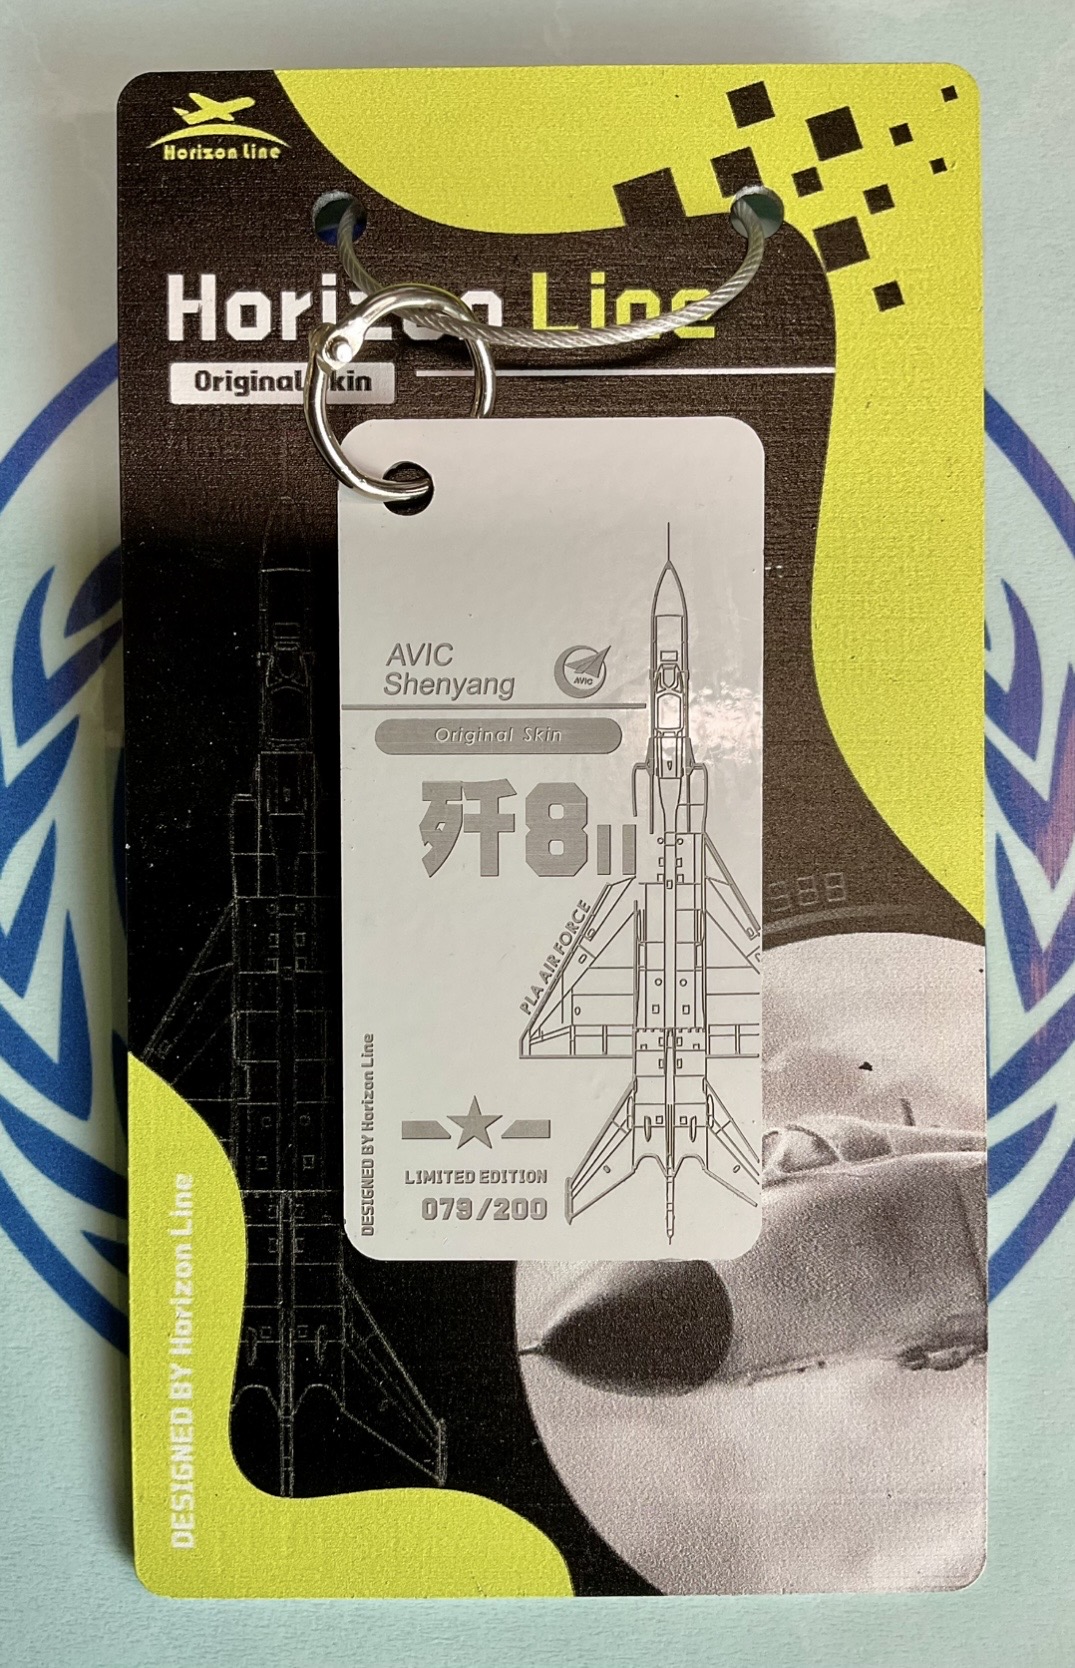 Horizon Line
Horizon Line
Original Skin
AVIC
Shenyang
AVIC
Original Skin
歼8II
PLA AIR FORCE
DESIGNED BY Horizon Line
LIMITED EDITION
079/200
DESIGNED BY Horizon Line